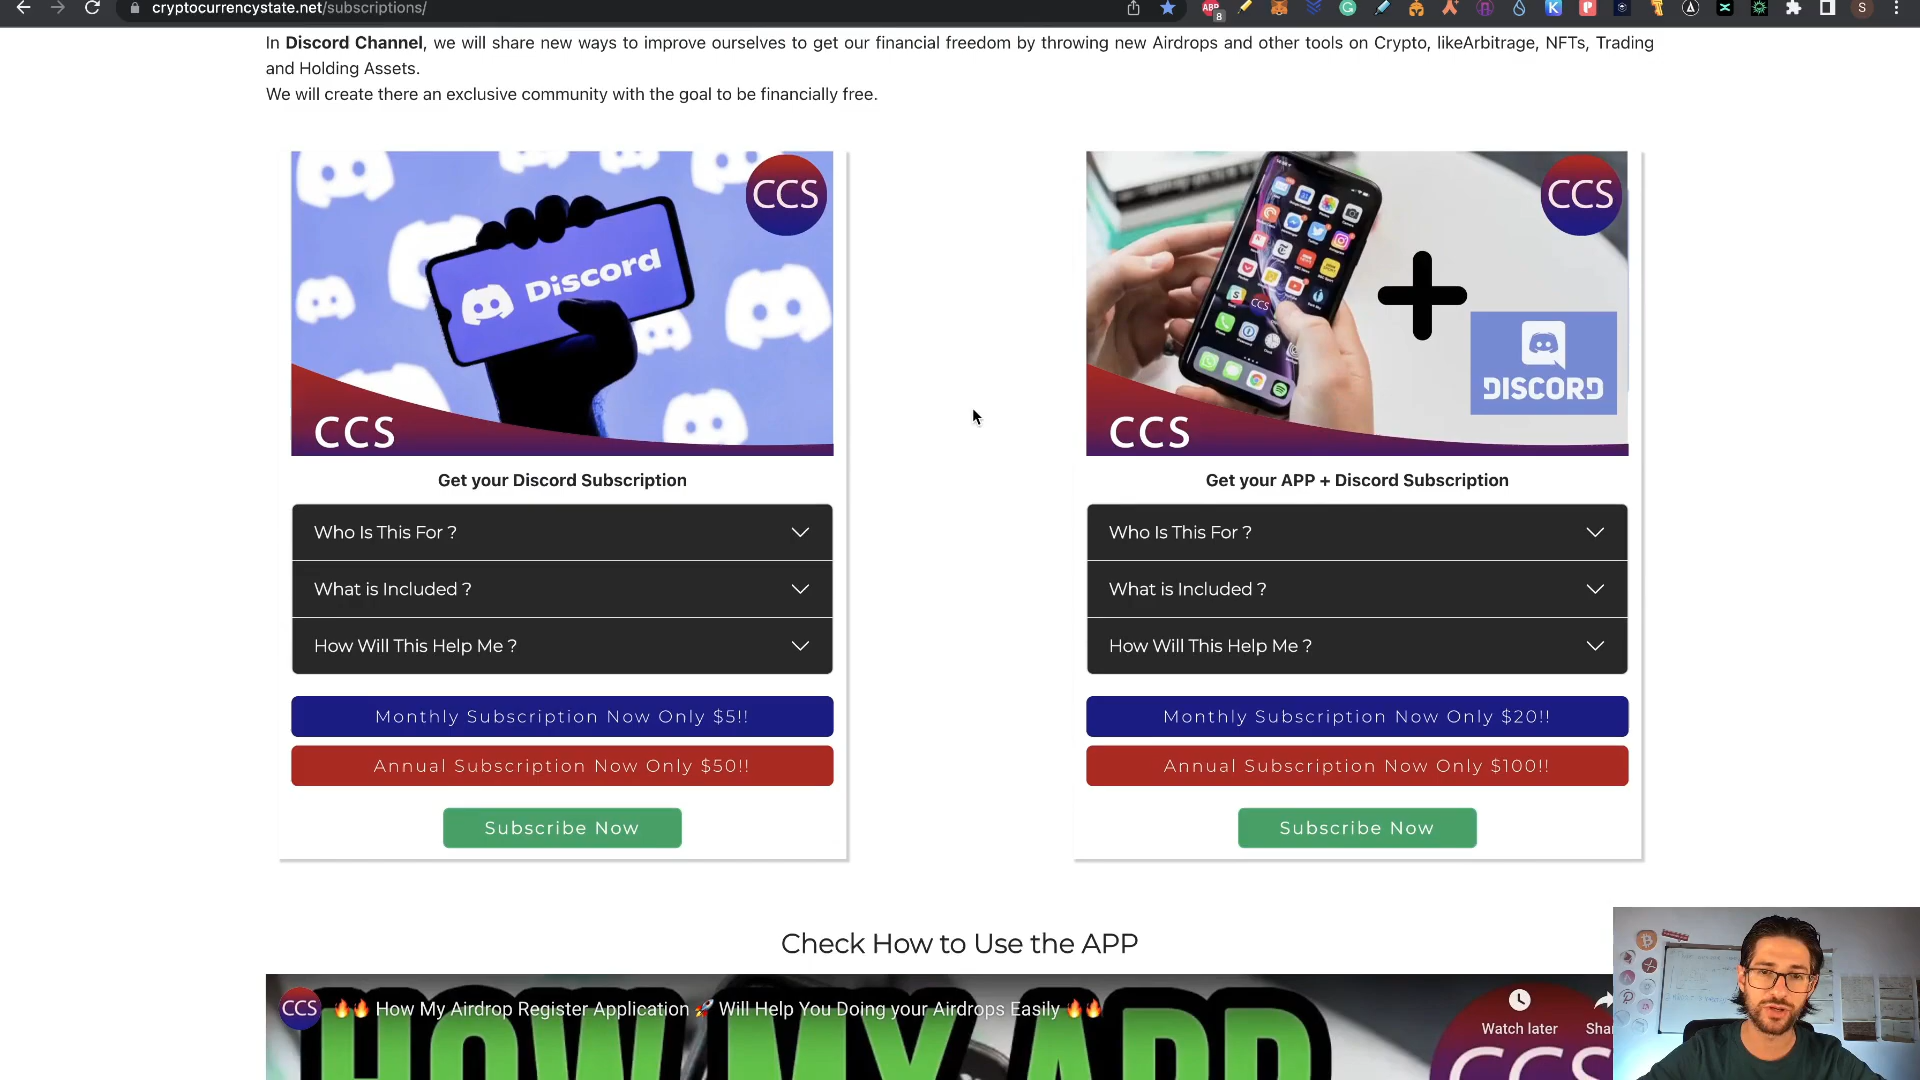 cryptocurrencystate.net/subscriptions/
ABP
8
S
In Discord Channel, we will share new ways to improve ourselves to get our financial freedom by throwing new Airdrops and other tools on Crypto, likeArbitrage, NFTs, Trading
and Holding Assets.
We will create there an exclusive community with the goal to be financially free.
CCS
Discord
CCS
CCS
CCS
DISCORD
CCS
Get your Discord Subscription
Get your APP + Discord Subscription
Who Is This For ?
What is Included ?
How Will This Help Me ?
Who Is This For ?
What is Included ?
How Will This Help Me ?
Monthly Subscription Now Only $5!!
Annual Subscription Now Only $50!!
Subscribe Now
Monthly Subscription Now Only $20!!
Annual Subscription Now Only $100!!
Subscribe Now
Check How to Use the APP
CCS
🔥🔥 How My Airdrop Register Application 🚀 Will Help You Doing your Airdrops Easily 🔥🔥
Watch later
Shar
HOW MY APP
CCS